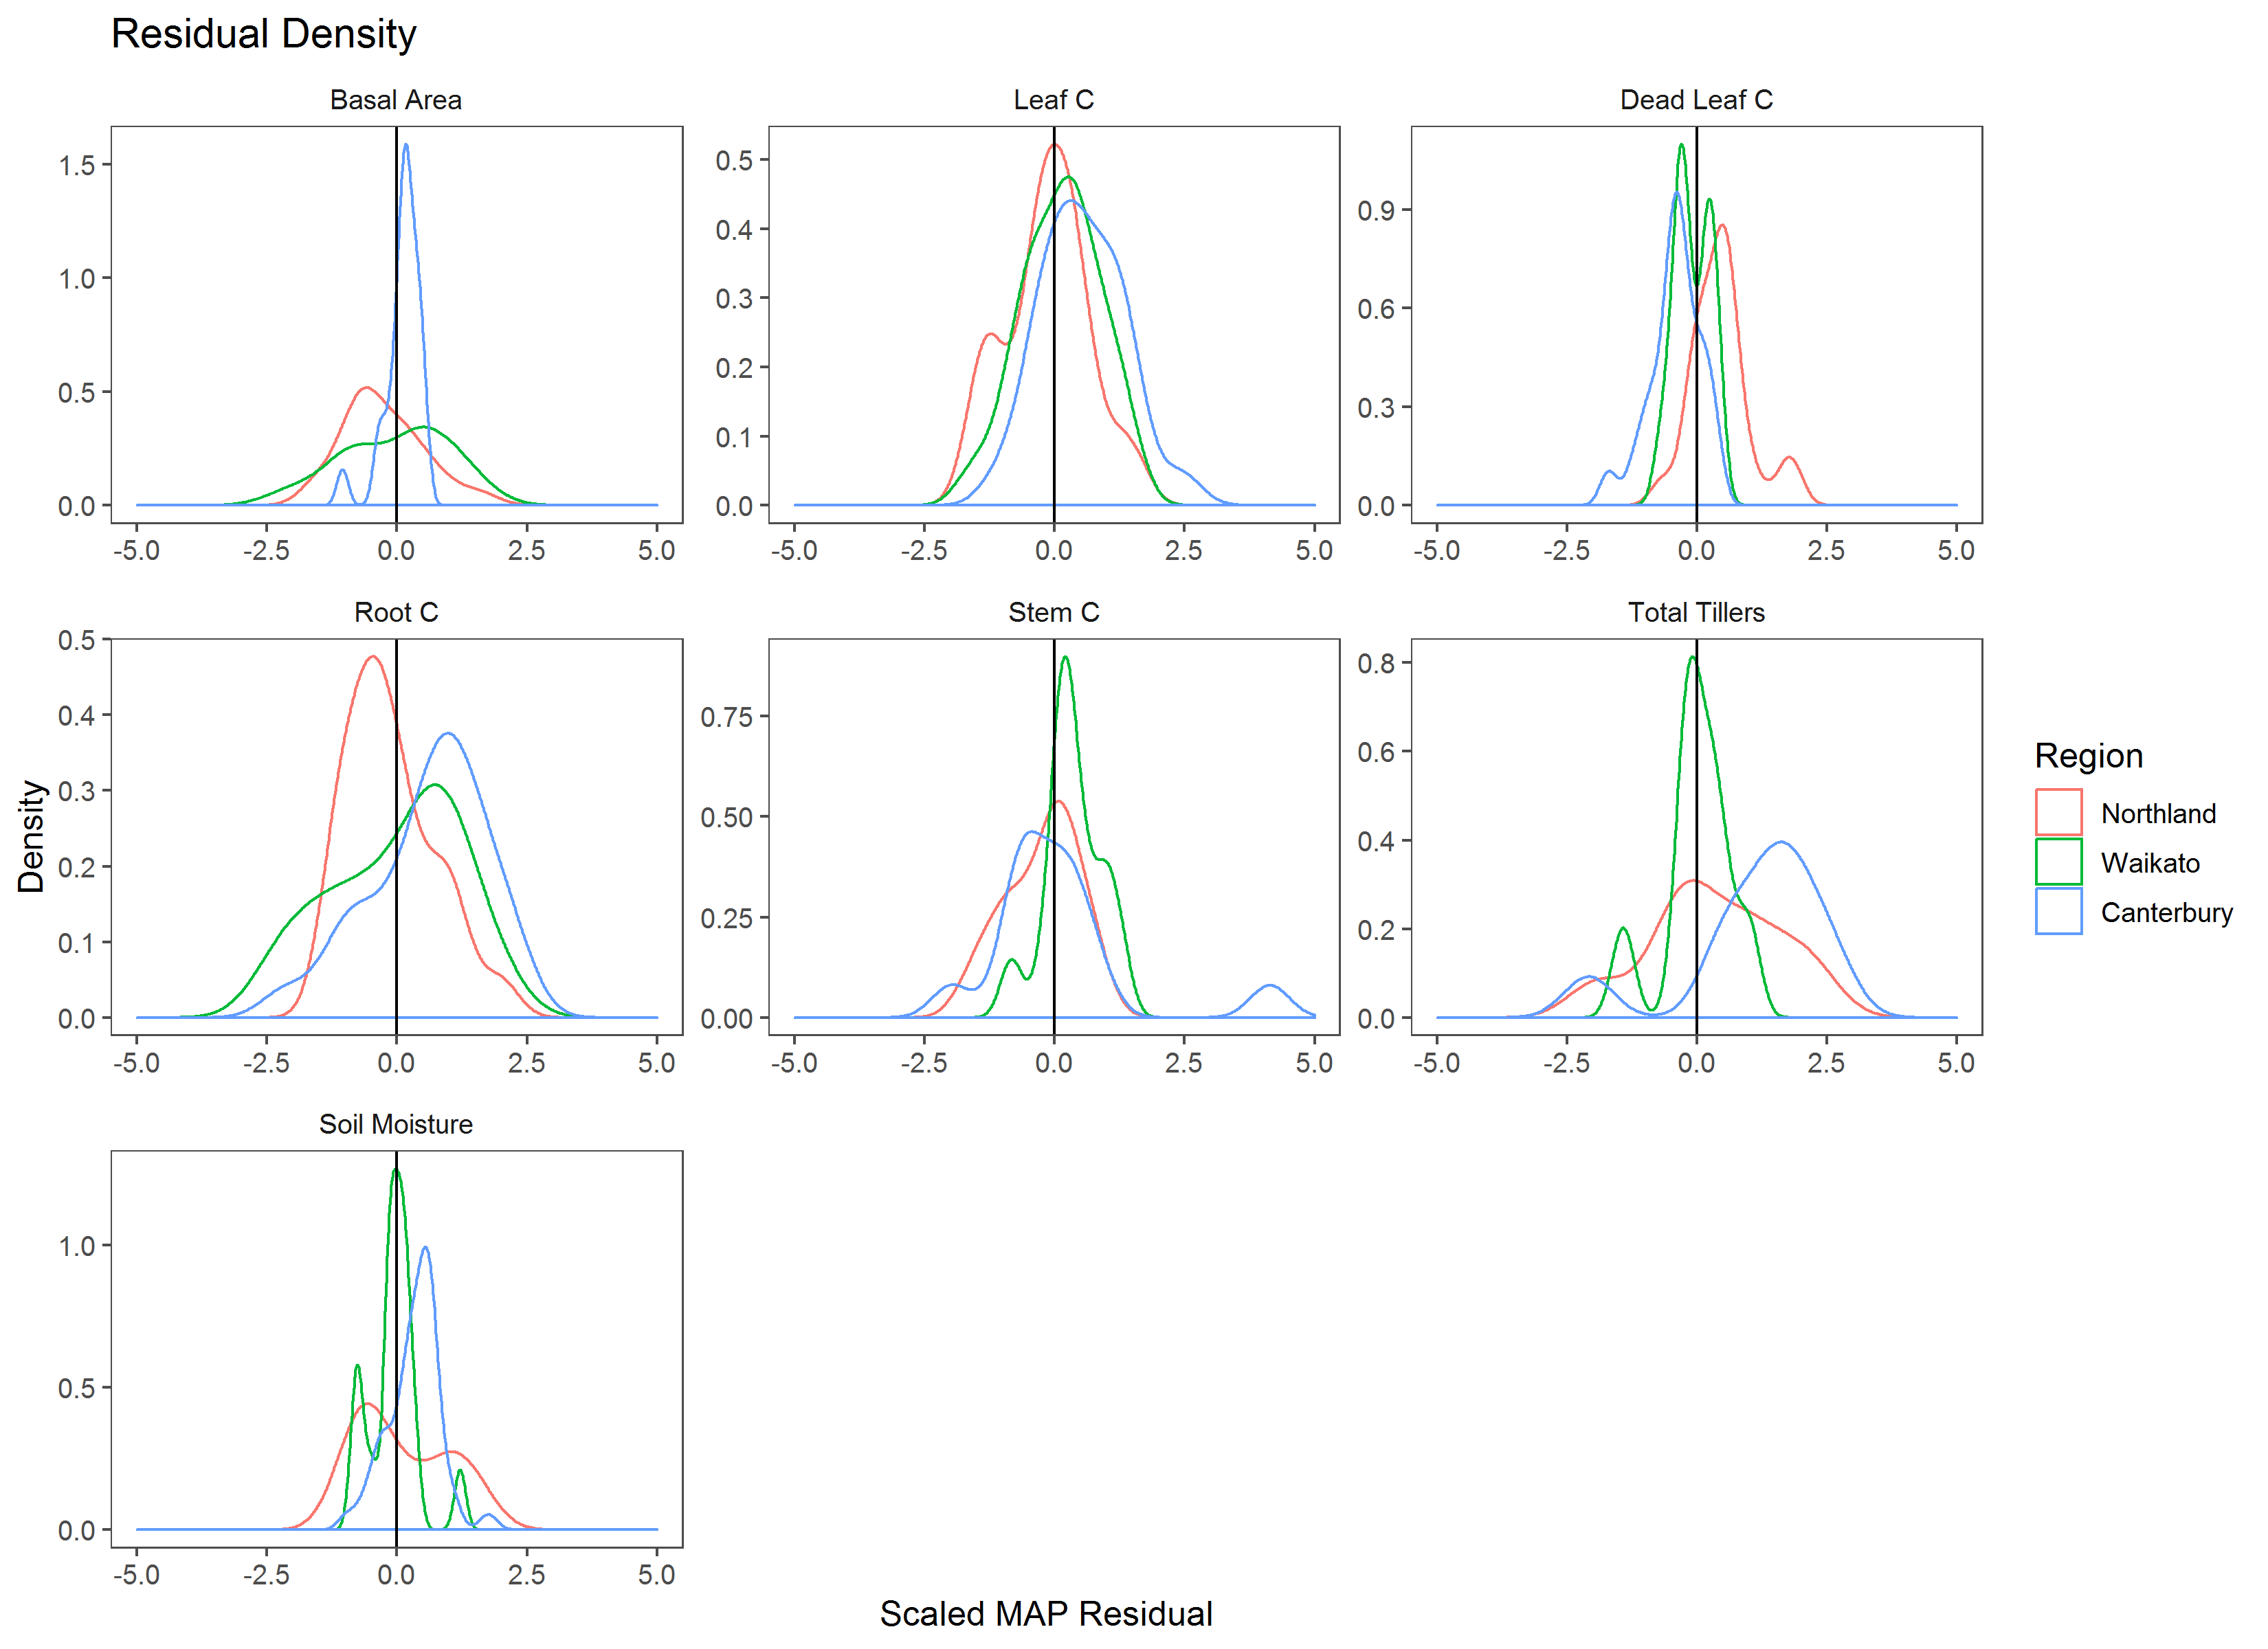 Residual Density
Basal Area
Leaf C
Dead Leaf C
1.5
1.0
0.5
0.0
0.5
0.4
0.3
0.2
0.1
0.0
0.9
0.6
0.3
0.0
-5.0 -2.5 0.0 2.5 5.0
-5.0 -2.5 0.0 2.5 5.0
-5.0 -2.5 0.0 2.5 5.0
Root C
Stem C
Total Tillers
0.5
0.4
0.3
0.2
0.1
0.0
0.75
0.50
0.25
0.00
0.8
0.6
0.4
0.2
0.0
-5.0 -2.5 0.0 2.5 5.0
-5.0 -2.5 0.0 2.5 5.0
-5.0 -2.5 0.0 2.5 5.0
Density
Soil Moisture
1.0
0.5
0.0
-5.0 -2.5 0.0 2.5 5.0
Scaled MAP Residual
Region
Northland
Waikato
Canterbury